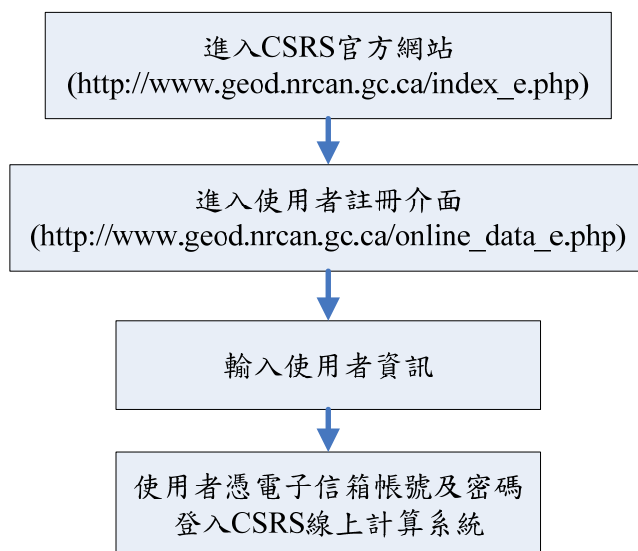 進入CSRS官方網站
(http://www.geod.nrcan.gc.ca/index_e.php)
進入使用者註冊介面
(http://www.geod.nrcan.gc.ca/online_data_e.php)
輸入使用者資訊
使用者憑電子信箱帳號及密碼
登入CSRS線上計算系統